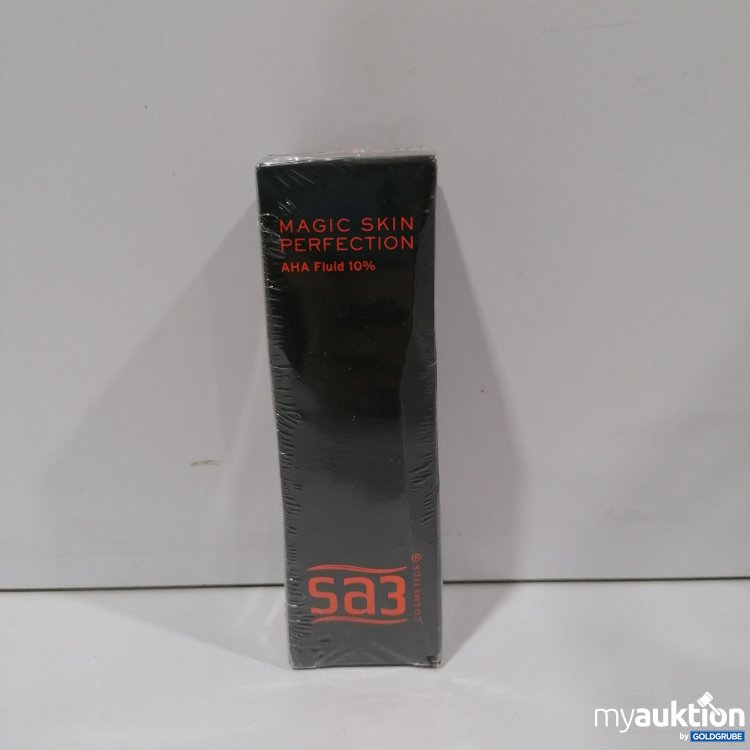 MAGIC SKIN
PERFECTION
AHA Fluid 10%
sa3
COSMETICS®
myauktion
by GOLDGRUBE